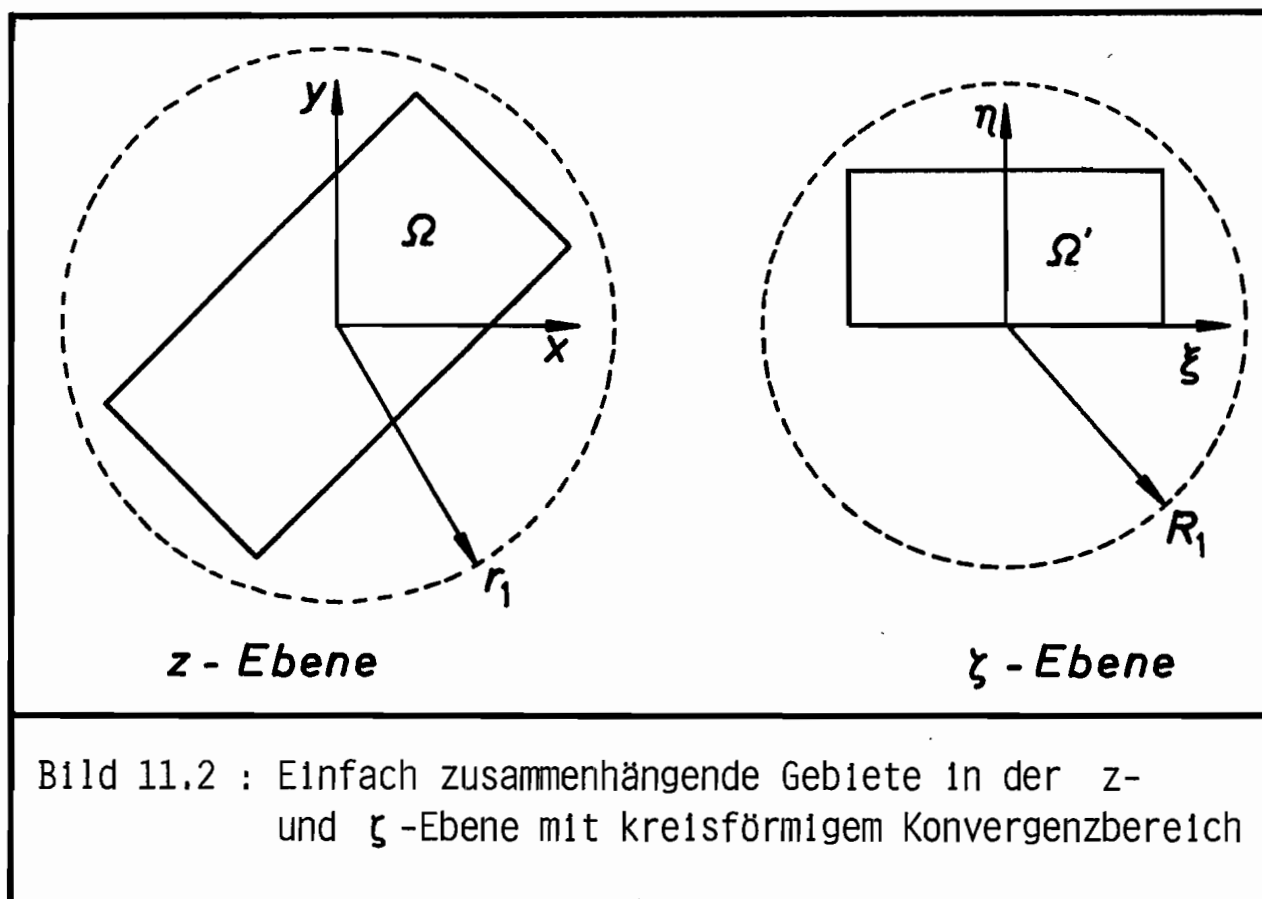 y
η
Ω
Ω'
x
ξ
r₁
R₁
z - Ebene
ζ - Ebene
Bild 11.2 : Einfach zusammenhängende Gebiete in der z-
und ζ -Ebene mit kreisförmigem Konvergenzbereich